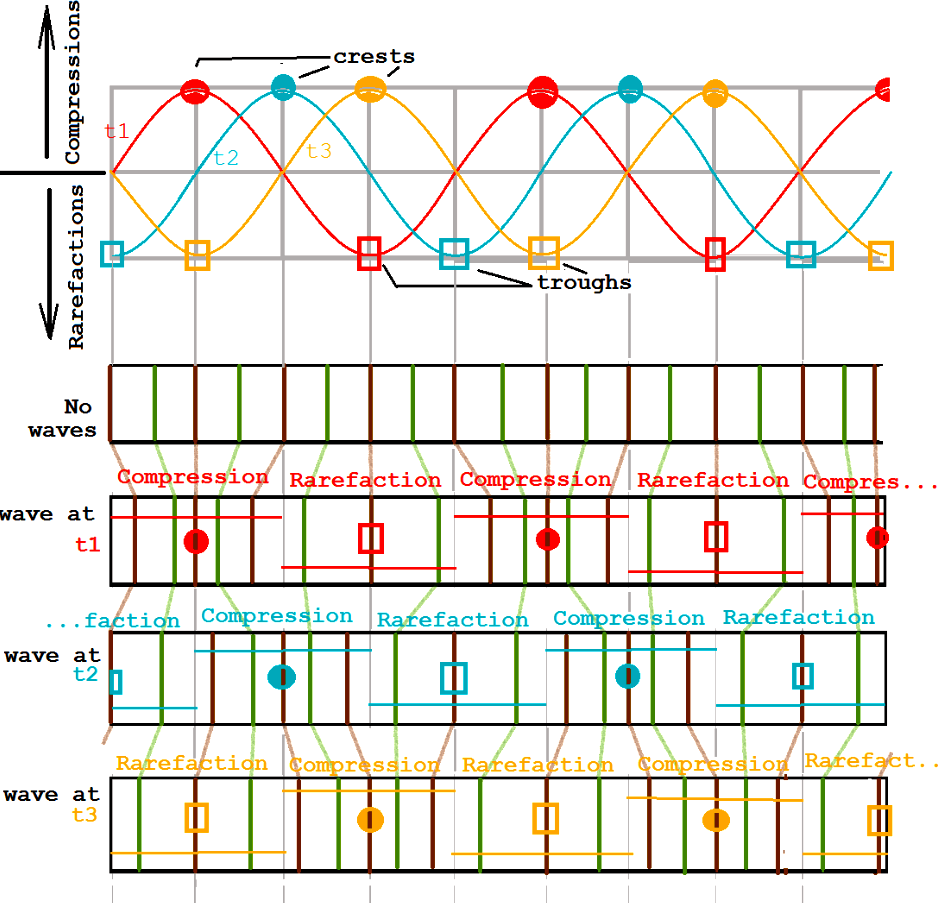 Compressions
Rarefactions
crests
t1
t2
t3
troughs
No
waves
Compression Rarefaction Compression Rarefaction Compres...
wave at
t1
...faction Compression Rarefaction Compression Rarefaction
wave at
t2
Rarefaction Compression Rarefaction Compression Rarefact..
wave at
t3